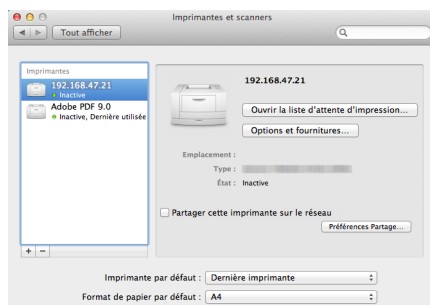 Imprimantes et scanners
Tout afficher
Imprimantes
192.168.47.21
Inactive
Adobe PDF 9.0
Inactive, Dernière utilisée
192.168.47.21
Ouvrir la liste d'attente d'impression...
Options et fournitures...
Emplacement :
Type :
État : Inactive
Partager cette imprimante sur le réseau
Préférences Partage...
+ −
Imprimante par défaut : Dernière imprimante
Format de papier par défaut : A4